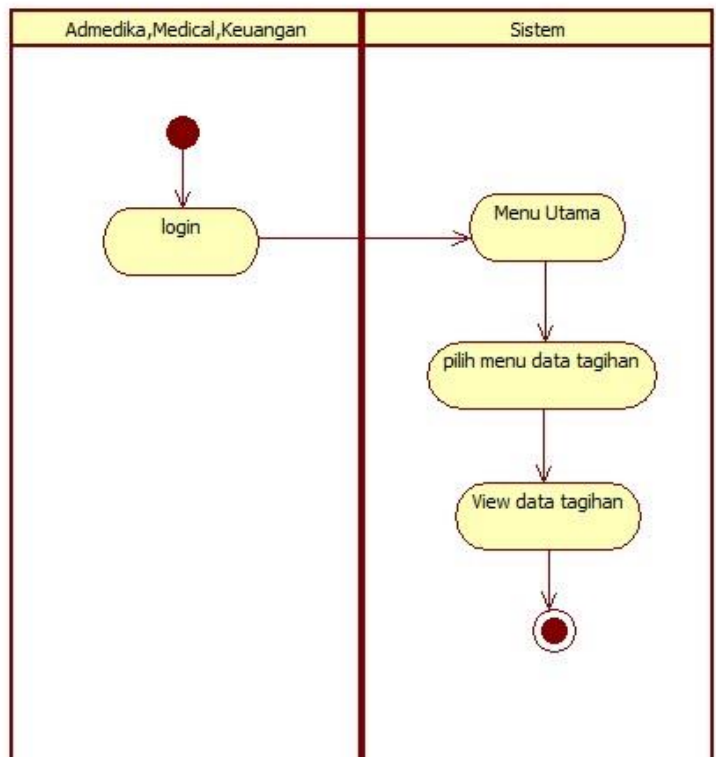 Admedika,Medical,Keuangan
Sistem
login
Menu Utama
pilih menu data tagihan
View data tagihan